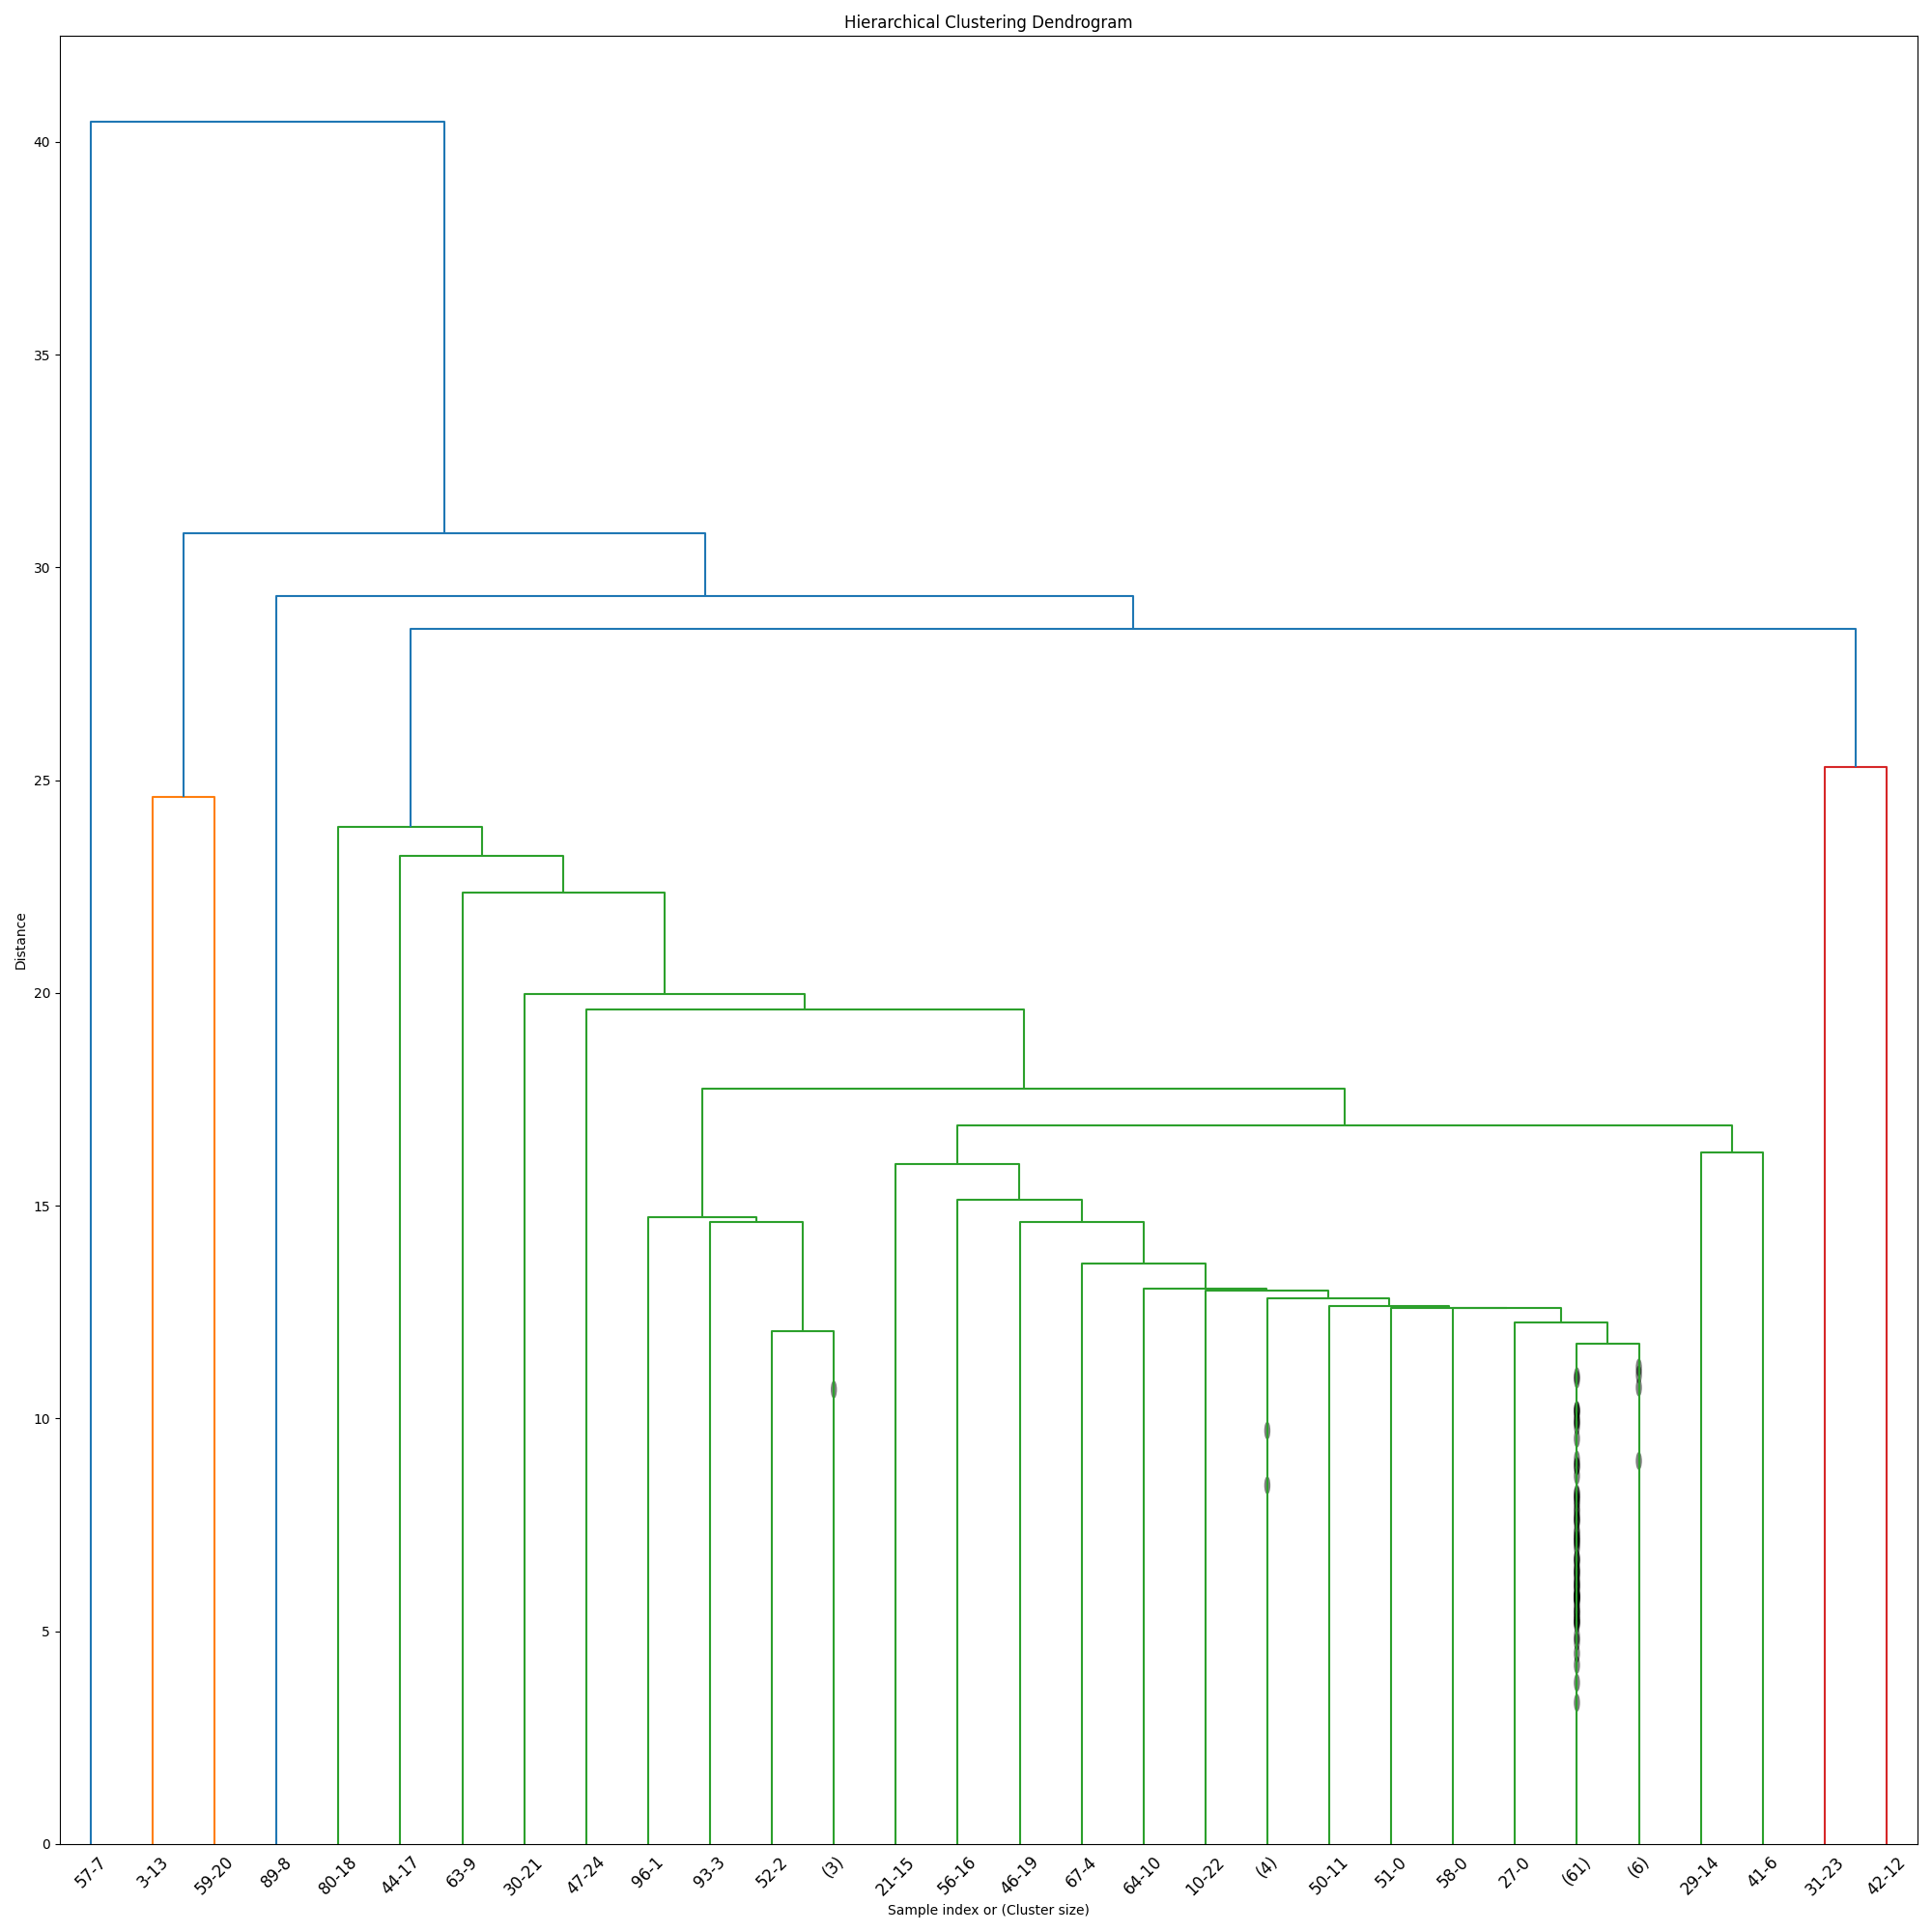 Hierarchical Clustering Dendrogram
40
35
30
25
20
15
10
5
0
Distance
57-7 3-13 59-20 89-8 80-18 44-17 63-9 30-21 47-24 96-1 93-3 52-2 (3) 21-15 56-16 46-19 67-4 64-10 10-22 (4) 50-11 51-0 58-0 27-0 (61) (6) 29-14 41-6 31-23 42-12
Sample index or (Cluster size)